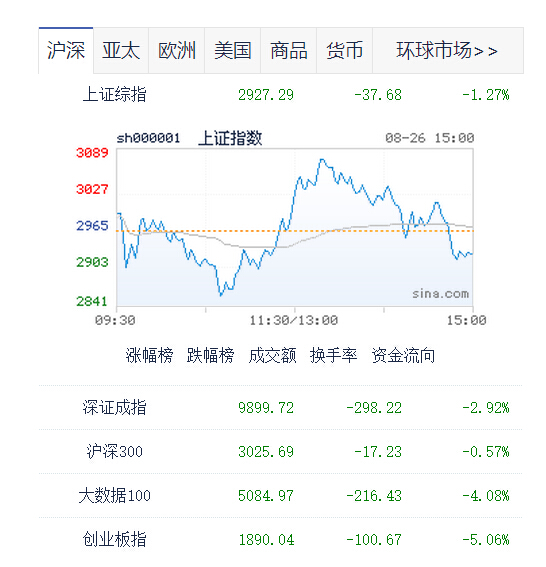 沪深 亚太 欧洲 美国 商品 货币 环球市场>>
上证综指 2927.29 -37.68 -1.27%
sh000001 上证指数 08-26 15:00
3089
3027
2965
2903
2841
sina.com
09:30 11:30/13:00 15:00
涨幅榜 跌幅榜 成交额 换手率 资金流向
深证成指 9899.72 -298.22 -2.92%
沪深300 3025.69 -17.23 -0.57%
大数据100 5084.97 -216.43 -4.08%
创业板指 1890.04 -100.67 -5.06%